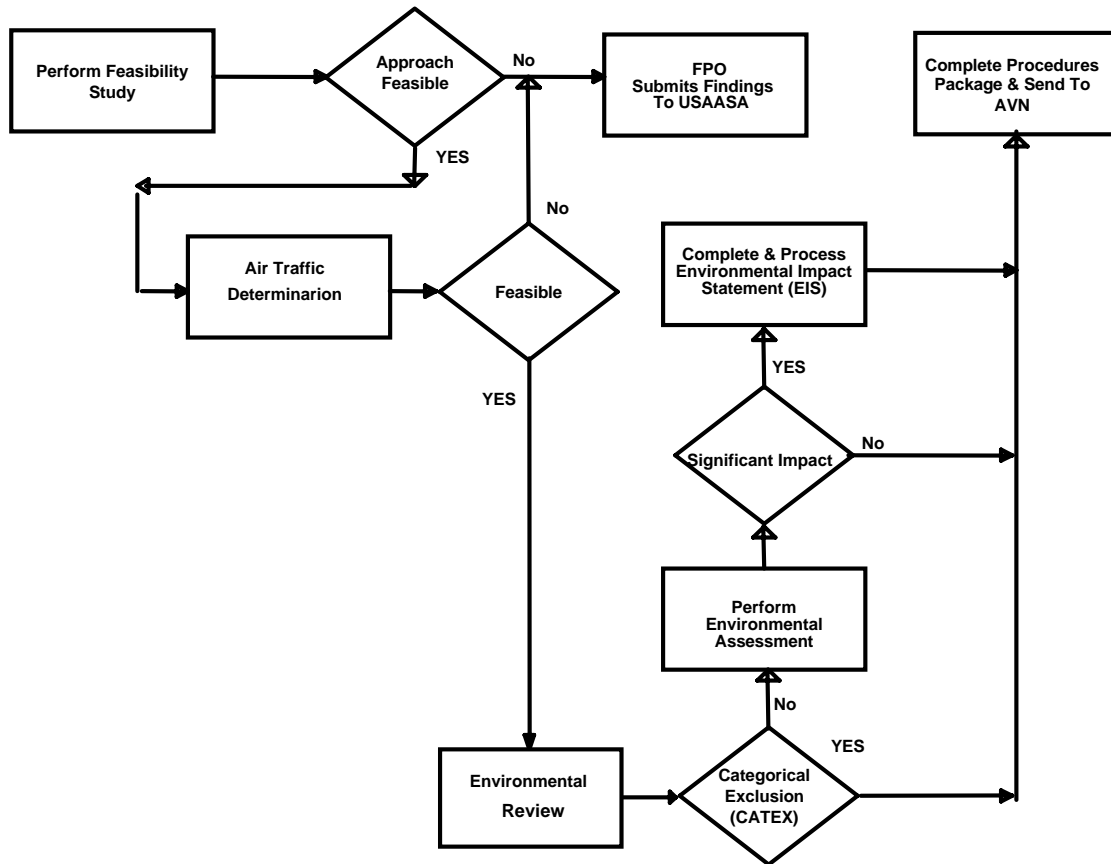 Perform Feasibility
Study
Approach
Feasible
No
FPO
Submits Findings
To USAASA
Complete Procedures
Package & Send To
AVN
YES
No
Air Traffic
Determinarion
Feasible
Complete & Process
Environmental Impact
Statement (EIS)
YES
YES
Significant Impact
No
Perform
Environmental
Assessment
No
YES
Environmental
Review
Categorical
Exclusion
(CATEX)